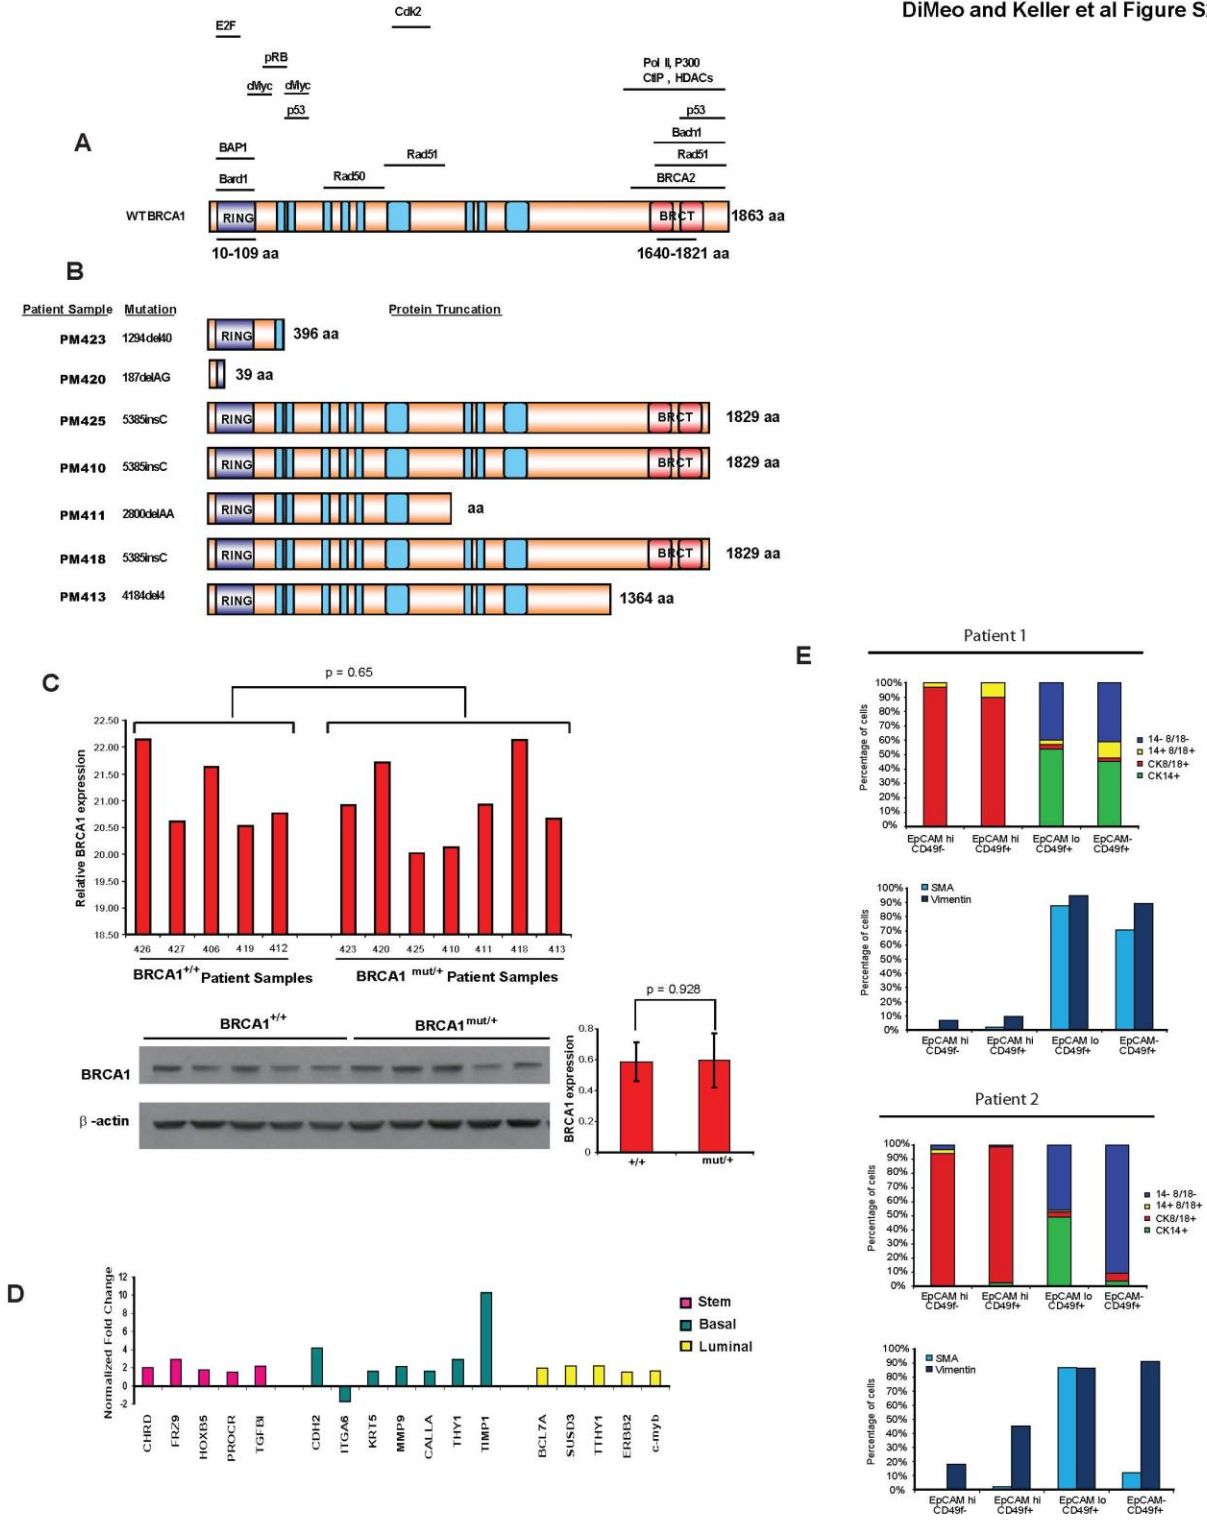 DiMeo and Keller et al Figure S
Cdk2
E2F
pRB
cMyc
cMyc
p53
Pol II, P300
CtIP , HDACs
p53
Bach1
Rad51
BRCA2
A
BAP1
Bard1
Rad50
Rad51
WT BRCA1
RING
BRCT
1863 aa
10-109 aa
1640-1821 aa
B
Patient Sample Mutation Protein Truncation
PM423 1294del40 RING 396 aa
PM420 187delAG 39 aa
PM425 5385insC RING BRCT 1829 aa
PM410 5385insC RING BRCT 1829 aa
PM411 2800delAA RING aa
PM418 5385insC RING BRCT 1829 aa
PM413 4184del4 RING 1364 aa
C
p = 0.65
Relative BRCA1 expression
22.50
22.00
21.50
21.00
20.50
20.00
19.50
19.00
18.50
426 427 406 419 412 423 420 425 410 411 418 413
BRCA1+/+ Patient Samples
BRCA1 mut/+ Patient Samples
BRCA1+/+
BRCA1mut/+
BRCA1
β -actin
p = 0.928
BRCA1 expression
0.8
0.6
0.4
0.2
0
+/+ mut/+
D
Normalized Fold Change
12
10
8
6
4
2
0
-2
CHRD
FRZ9
HOXB5
PROCR
TGFBI
CDH2
ITGA6
KRT5
MMP9
CALLA
THY1
TIMP1
BCL7A
SUSD3
TTHY1
ERBB2
c-myb
Stem
Basal
Luminal
E
Patient 1
Percentage of cells
100%
90%
80%
70%
60%
50%
40%
30%
20%
10%
0%
14- 8/18-
14+ 8/18+
CK8/18+
CK14+
EpCAM hi EpCAM hi EpCAM lo EpCAM-
CD49f- CD49f+ CD49f+ CD49f+
Percentage of cells
100%
90%
80%
70%
60%
50%
40%
30%
20%
10%
0%
SMA
Vimentin
EpCAM hi EpCAM hi EpCAM lo EpCAM-
CD49f- CD49f+ CD49f+ CD49f+
Patient 2
Percentage of cells
100%
90%
80%
70%
60%
50%
40%
30%
20%
10%
0%
14- 8/18-
14+ 8/18+
CK8/18+
CK14+
EpCAM hi EpCAM hi EpCAM lo EpCAM-
CD49f- CD49f+ CD49f+ CD49f+
Percentage of cells
100%
90%
80%
70%
60%
50%
40%
30%
20%
10%
0%
SMA
Vimentin
EpCAM hi EpCAM hi EpCAM lo EpCAM-
CD49f- CD49f+ CD49f+ CD49f+